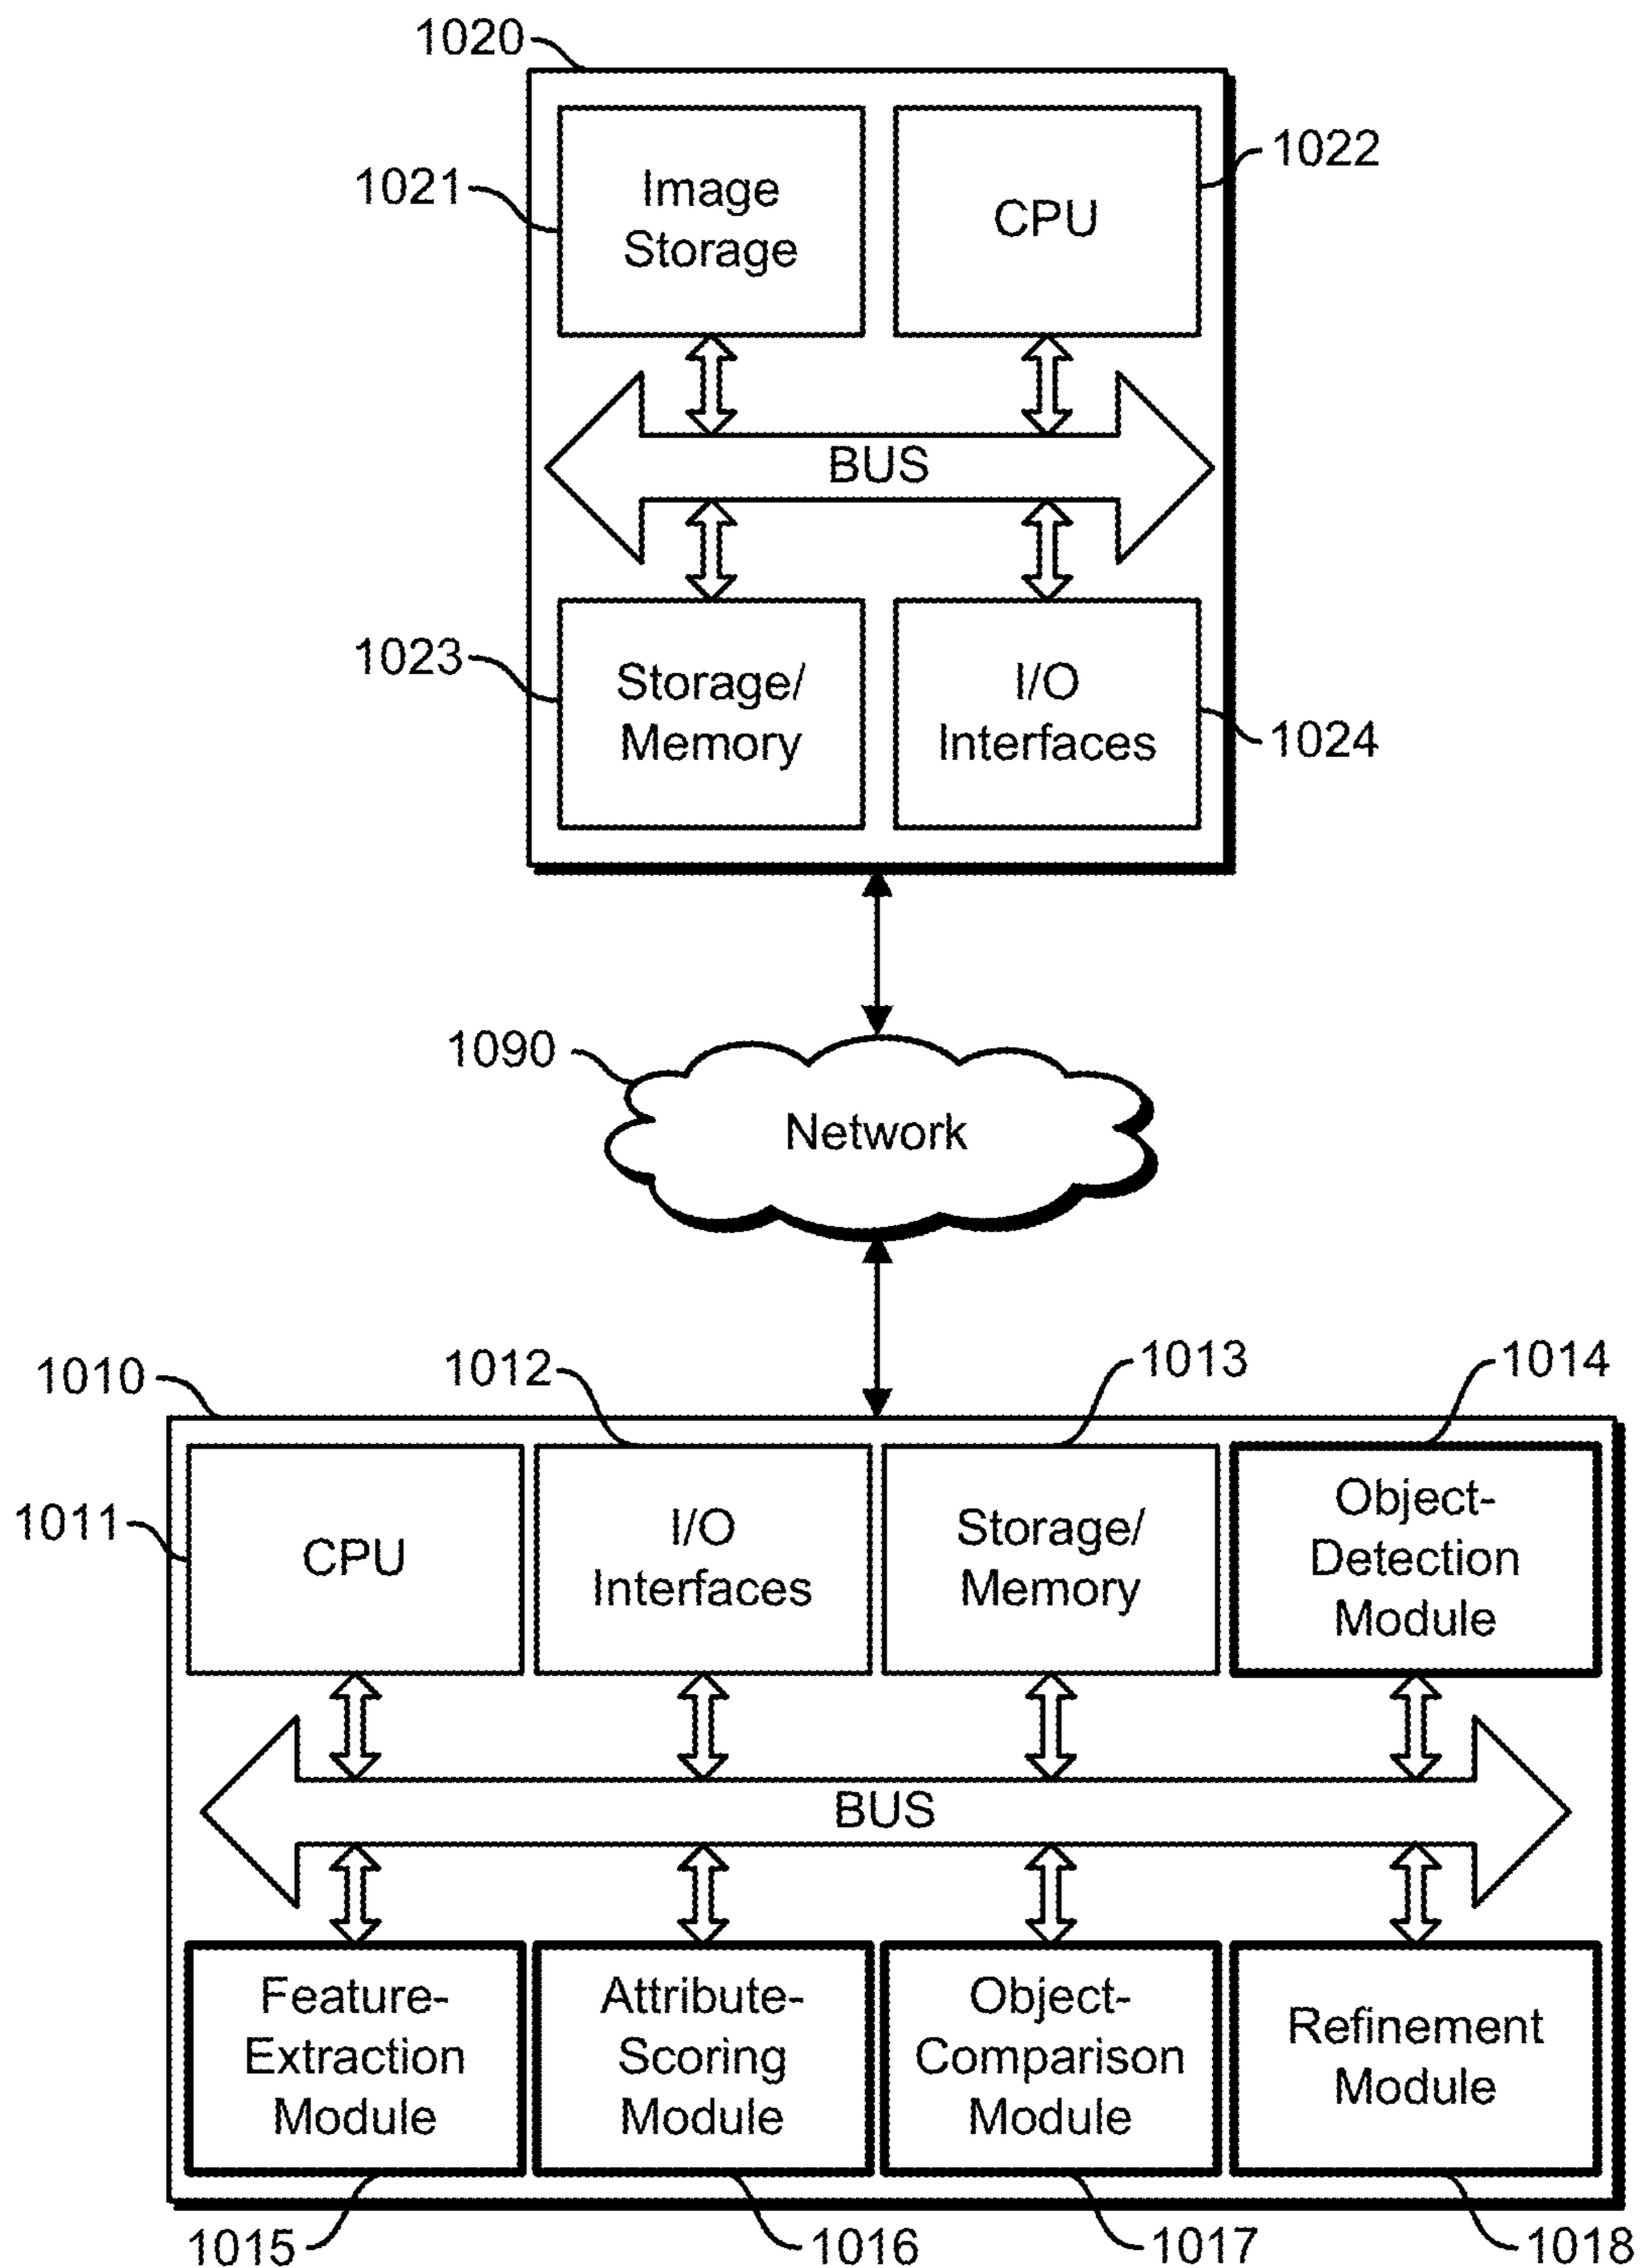 1020
1021
Image
Storage
CPU
1022
BUS
1023
Storage/
Memory
I/O
Interfaces
1024
1090
Network
1010
1012
1013
1014
1011
CPU
I/O
Interfaces
Storage/
Memory
Object-
Detection
Module
BUS
Feature-
Extraction
Module
Attribute-
Scoring
Module
Object-
Comparison
Module
Refinement
Module
1015
1016
1017
1018